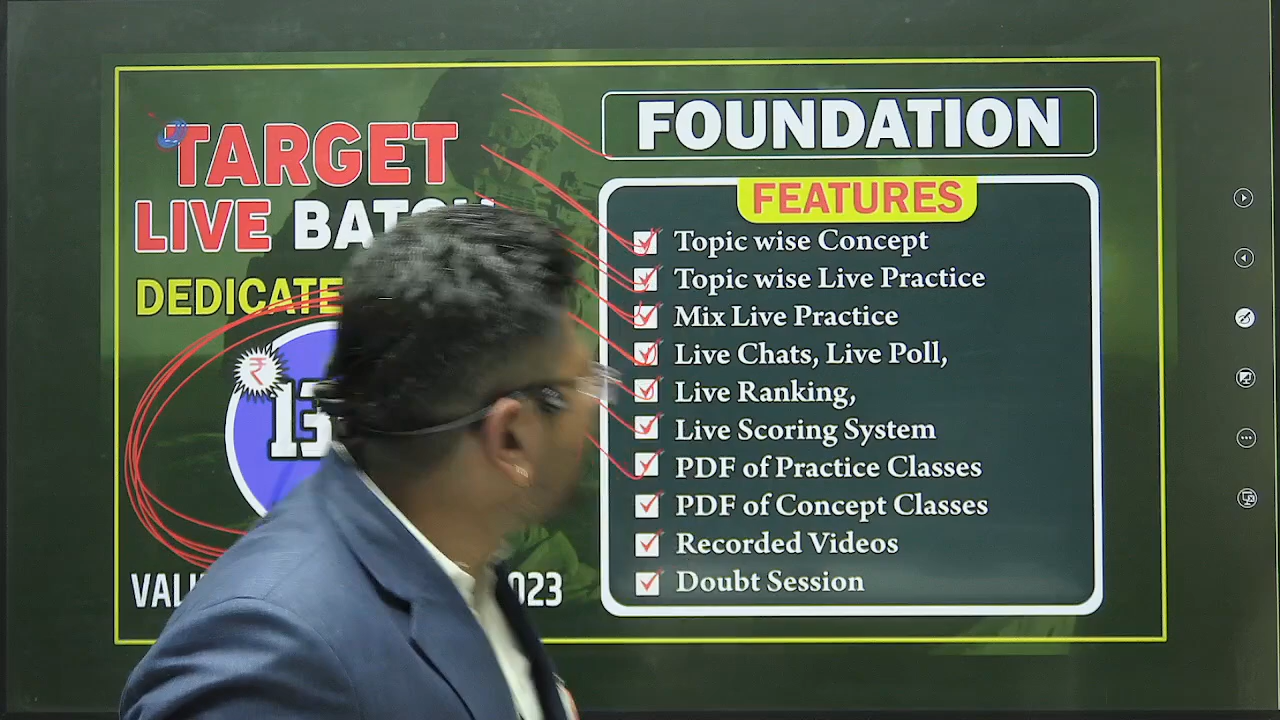 TARGET
LIVE
DEDICATE
₹
13
023
FOUNDATION
FEATURES
Topic wise Concept
Topic wise Live Practice
Mix Live Practice
Live Chats, Live Poll,
Live Ranking,
Live Scoring System
PDF of Practice Classes
PDF of Concept Classes
Recorded Videos
Doubt Session